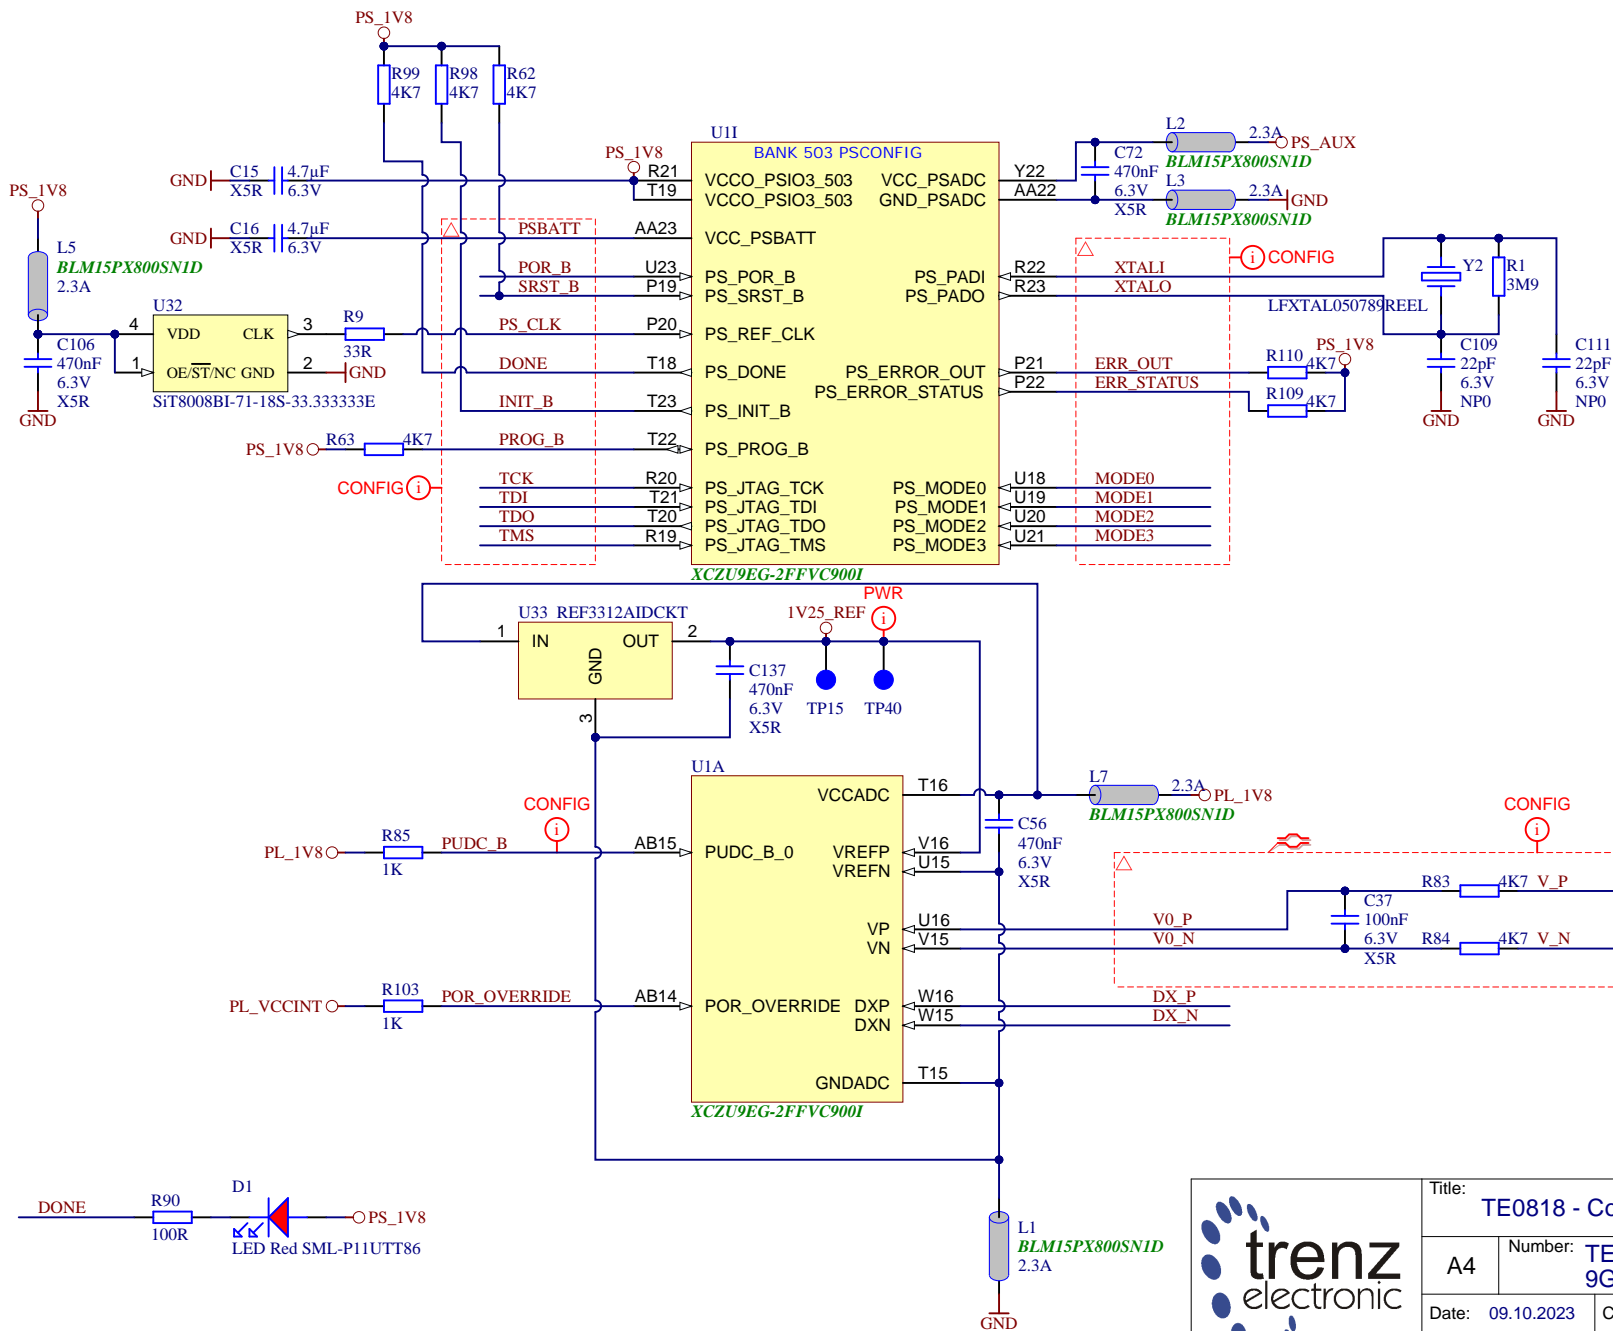 PS_1V8
R99
4K7
R98
4K7
R62
4K7
U1I
BANK 503 PSCONFIG
PS_1V8
GND
C15
X5R
4.7µF
6.3V
R21
T19
VCCO_PSIO3_503
VCCO_PSIO3_503
VCC_PSADC
GND_PSADC
Y22
AA22
C72
470nF
6.3V
X5R
L2
2.3A
PS_AUX
BLM15PX800SN1D
L3
2.3A
GND
BLM15PX800SN1D
PS_1V8
L5
BLM15PX800SN1D
2.3A
GND
C16
X5R
4.7µF
6.3V
PSBATT
AA23
VCC_PSBATT
POR_B
U23
PS_POR_B
SRST_B
P19
PS_SRST_B
PS_PADI
R22
XTALI
PS_PADO
R23
XTALO
CONFIG
Y2
LFXTAL050789REEL
R1
3M9
U32
4
VDD
CLK
3
1
OE/ST/NC
GND
2
GND
SiT8008BI-71-18S-33.333333E
R9
33R
PS_CLK
P20
PS_REF_CLK
C106
470nF
6.3V
X5R
GND
DONE
T18
PS_DONE
INIT_B
T23
PS_INIT_B
PS_1V8
R63
4K7
PROG_B
T22
PS_PROG_B
PS_ERROR_OUT
P21
ERR_OUT
PS_ERROR_STATUS
P22
ERR_STATUS
R110
4K7
R109
4K7
PS_1V8
C109
22pF
6.3V
NP0
GND
C111
22pF
6.3V
NP0
GND
CONFIG
TCK
R20
PS_JTAG_TCK
TDI
T21
PS_JTAG_TDI
TDO
T20
PS_JTAG_TDO
TMS
R19
PS_JTAG_TMS
PS_MODE0
U18
MODE0
PS_MODE1
U19
MODE1
PS_MODE2
U20
MODE2
PS_MODE3
U21
MODE3
XCZU9EG-2FFVC900I
U33 REF3312AIDCKT
1
IN
OUT
2
GND
3
C137
470nF
6.3V
X5R
1V25_REF
PWR
TP15
TP40
U1A
VCCADC
T16
L7
2.3A
PL_1V8
BLM15PX800SN1D
C56
470nF
6.3V
X5R
CONFIG
PL_1V8
R85
1K
PUDC_B
AB15
PUDC_B_0
VREFP
V16
VREFN
U15
VP
U16
V0_P
VN
V15
V0_N
CONFIG
C37
100nF
6.3V
X5R
R83
4K7
V_P
R84
4K7
V_N
PL_VCCINT
R103
1K
POR_OVERRIDE
AB14
POR_OVERRIDE
DXP
W16
DX_P
DXN
W15
DX_N
GNDADC
T15
XCZU9EG-2FFVC900I
DONE
R90
100R
D1
LED Red SML-P11UTT86
PS_1V8
L1
BLM15PX800SN1D
2.3A
GND
trenz
electronic
Title:
TE0818 - Co
A4
Number:
TE
9G
Date: 09.10.2023
C